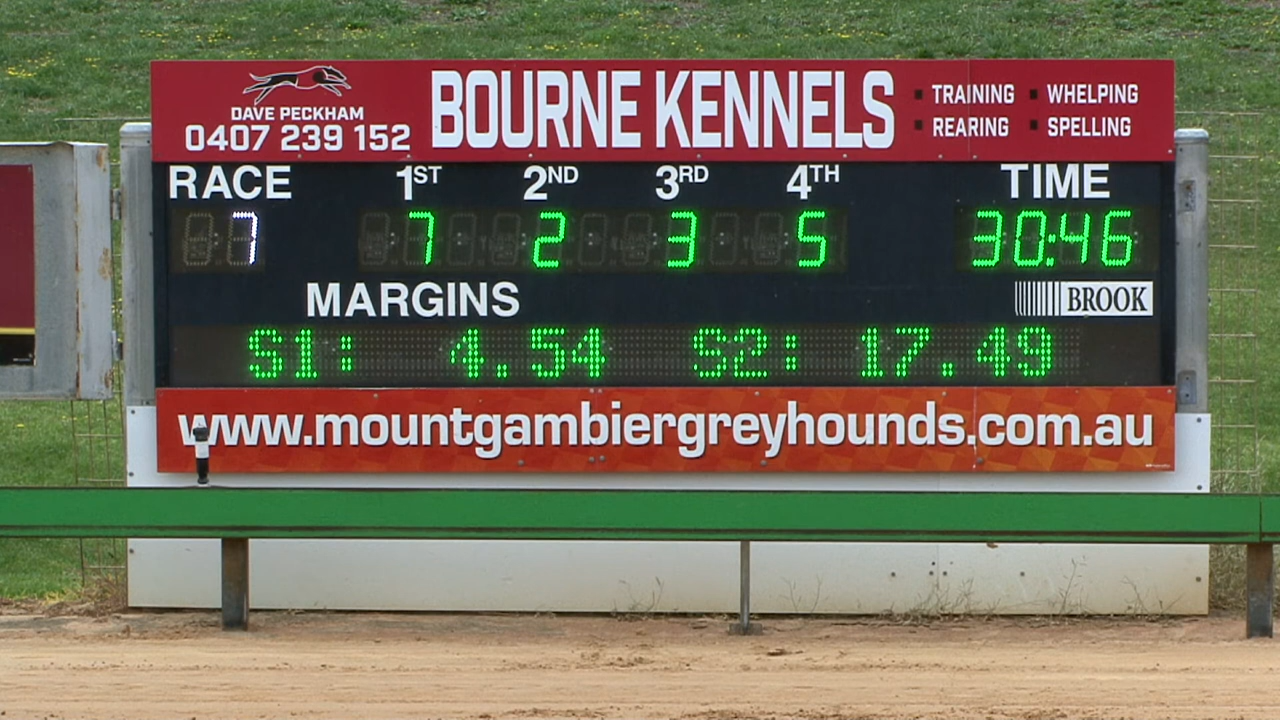 DAVE PECKHAM
0407 239 152
BOURNE KENNELS
TRAINING WHELPING
REARING SPELLING
RACE 1ST 2ND 3RD 4TH TIME
7 7 2 3 5 30:46
MARGINS BROOK
S1: 4.54 S2: 17.49
www.mountgambiergreyhounds.com.au